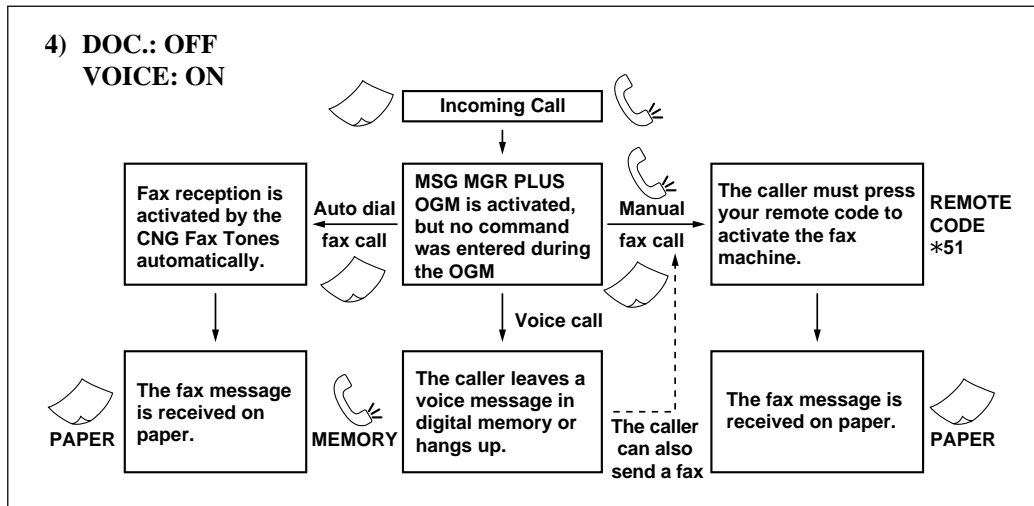 4) DOC.: OFF
VOICE: ON
Incoming Call
Fax reception is
activated by the
CNG Fax Tones
automatically.
Auto dial
fax call
MSG MGR PLUS
OGM is activated,
but no command
was entered during
the OGM
Manual
fax call
The caller must press
your remote code to
activate the fax
machine.
REMOTE
CODE
*51
Voice call
PAPER
The fax message
is received on
paper.
MEMORY
The caller leaves a
voice message in
digital memory or
hangs up.
The caller
can also
send a fax
The fax message is
received on paper.
PAPER